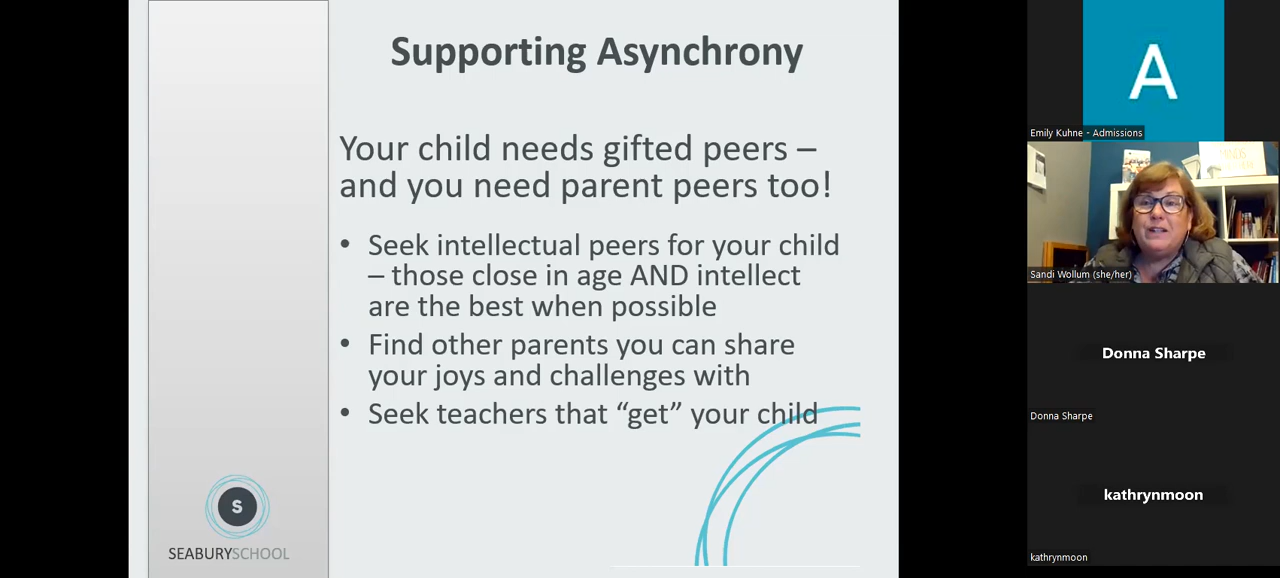 Supporting Asynchrony
Your child needs gifted peers –
and you need parent peers too!
• Seek intellectual peers for your child
– those close in age AND intellect
are the best when possible
• Find other parents you can share
your joys and challenges with
• Seek teachers that “get” your child
S
SEABURYSCHOOL
A
Emily Kuhne - Admissions
Sandi Wollum (she/her)
Donna Sharpe
Donna Sharpe
kathrynmoon
kathrynmoon